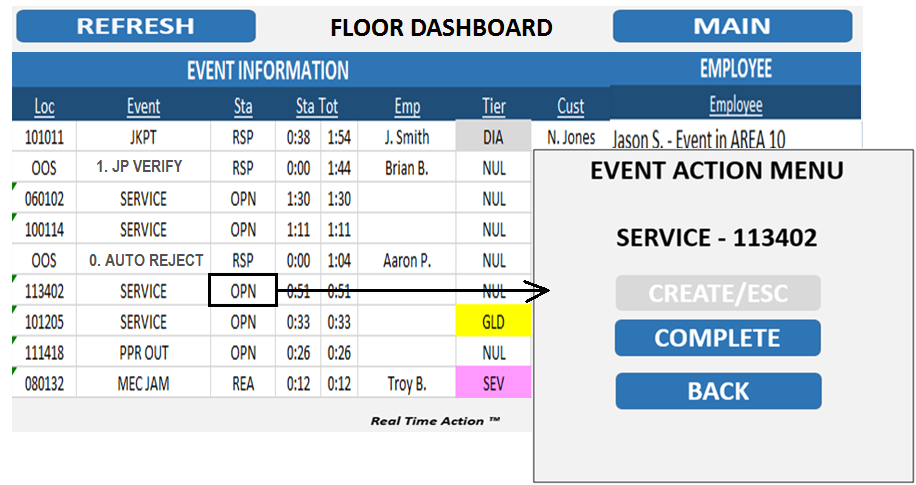 REFRESH FLOOR DASHBOARD MAIN
EVENT INFORMATION EMPLOYEE
Loc Event Sta Sta Tot Emp Tier Cust Employee
101011 JKPT RSP 0:38 1:54 J. Smith DIA N. Jones Jason S. - Event in AREA 10
OOS 1. JP VERIFY RSP 0:00 1:44 Brian B. NUL
060102 SERVICE OPN 1:30 1:30 NUL
100114 SERVICE OPN 1:11 1:11 NUL
OOS 0. AUTO REJECT RSP 0:00 1:04 Aaron P. NUL
113402 SERVICE OPN 0:51 0:51 NUL
101205 SERVICE OPN 0:33 0:33 GLD
111418 PPR OUT OPN 0:26 0:26 NUL
080132 MEC JAM REA 0:12 0:12 Troy B. SEV
Real Time Action ™
EVENT ACTION MENU
SERVICE - 113402
CREATE/ESC
COMPLETE
BACK